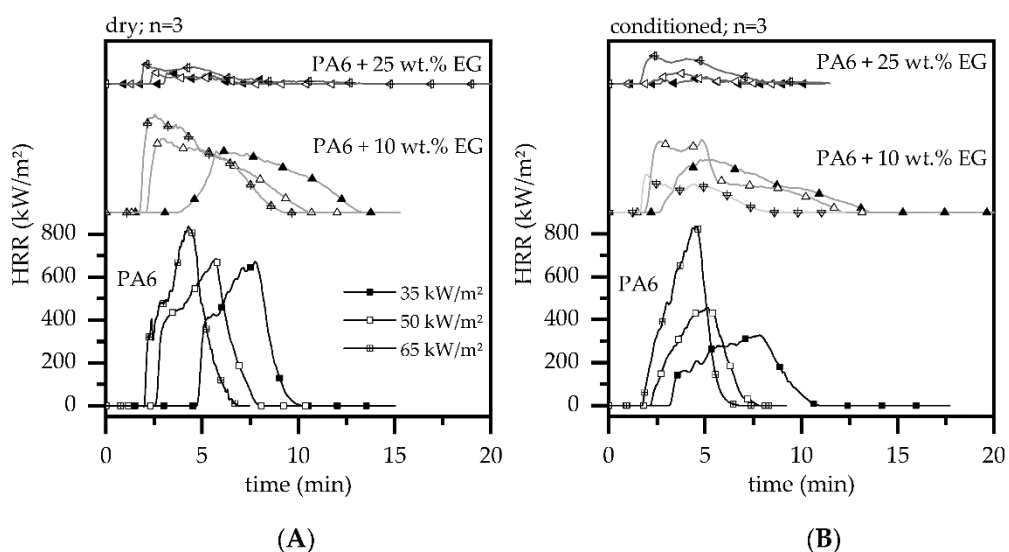 dry; n=3
PA6 + 25 wt.% EG
PA6 + 10 wt.% EG
HRR (kW/m²)
800
600
400
200
0
PA6
35 kW/m²
50 kW/m²
65 kW/m²
0 5 10 15 20
time (min)
(A)
conditioned; n=3
PA6 + 25 wt.% EG
PA6 + 10 wt.% EG
HRR (kW/m²)
800
600
400
200
0
PA6
0 5 10 15 20
time (min)
(B)